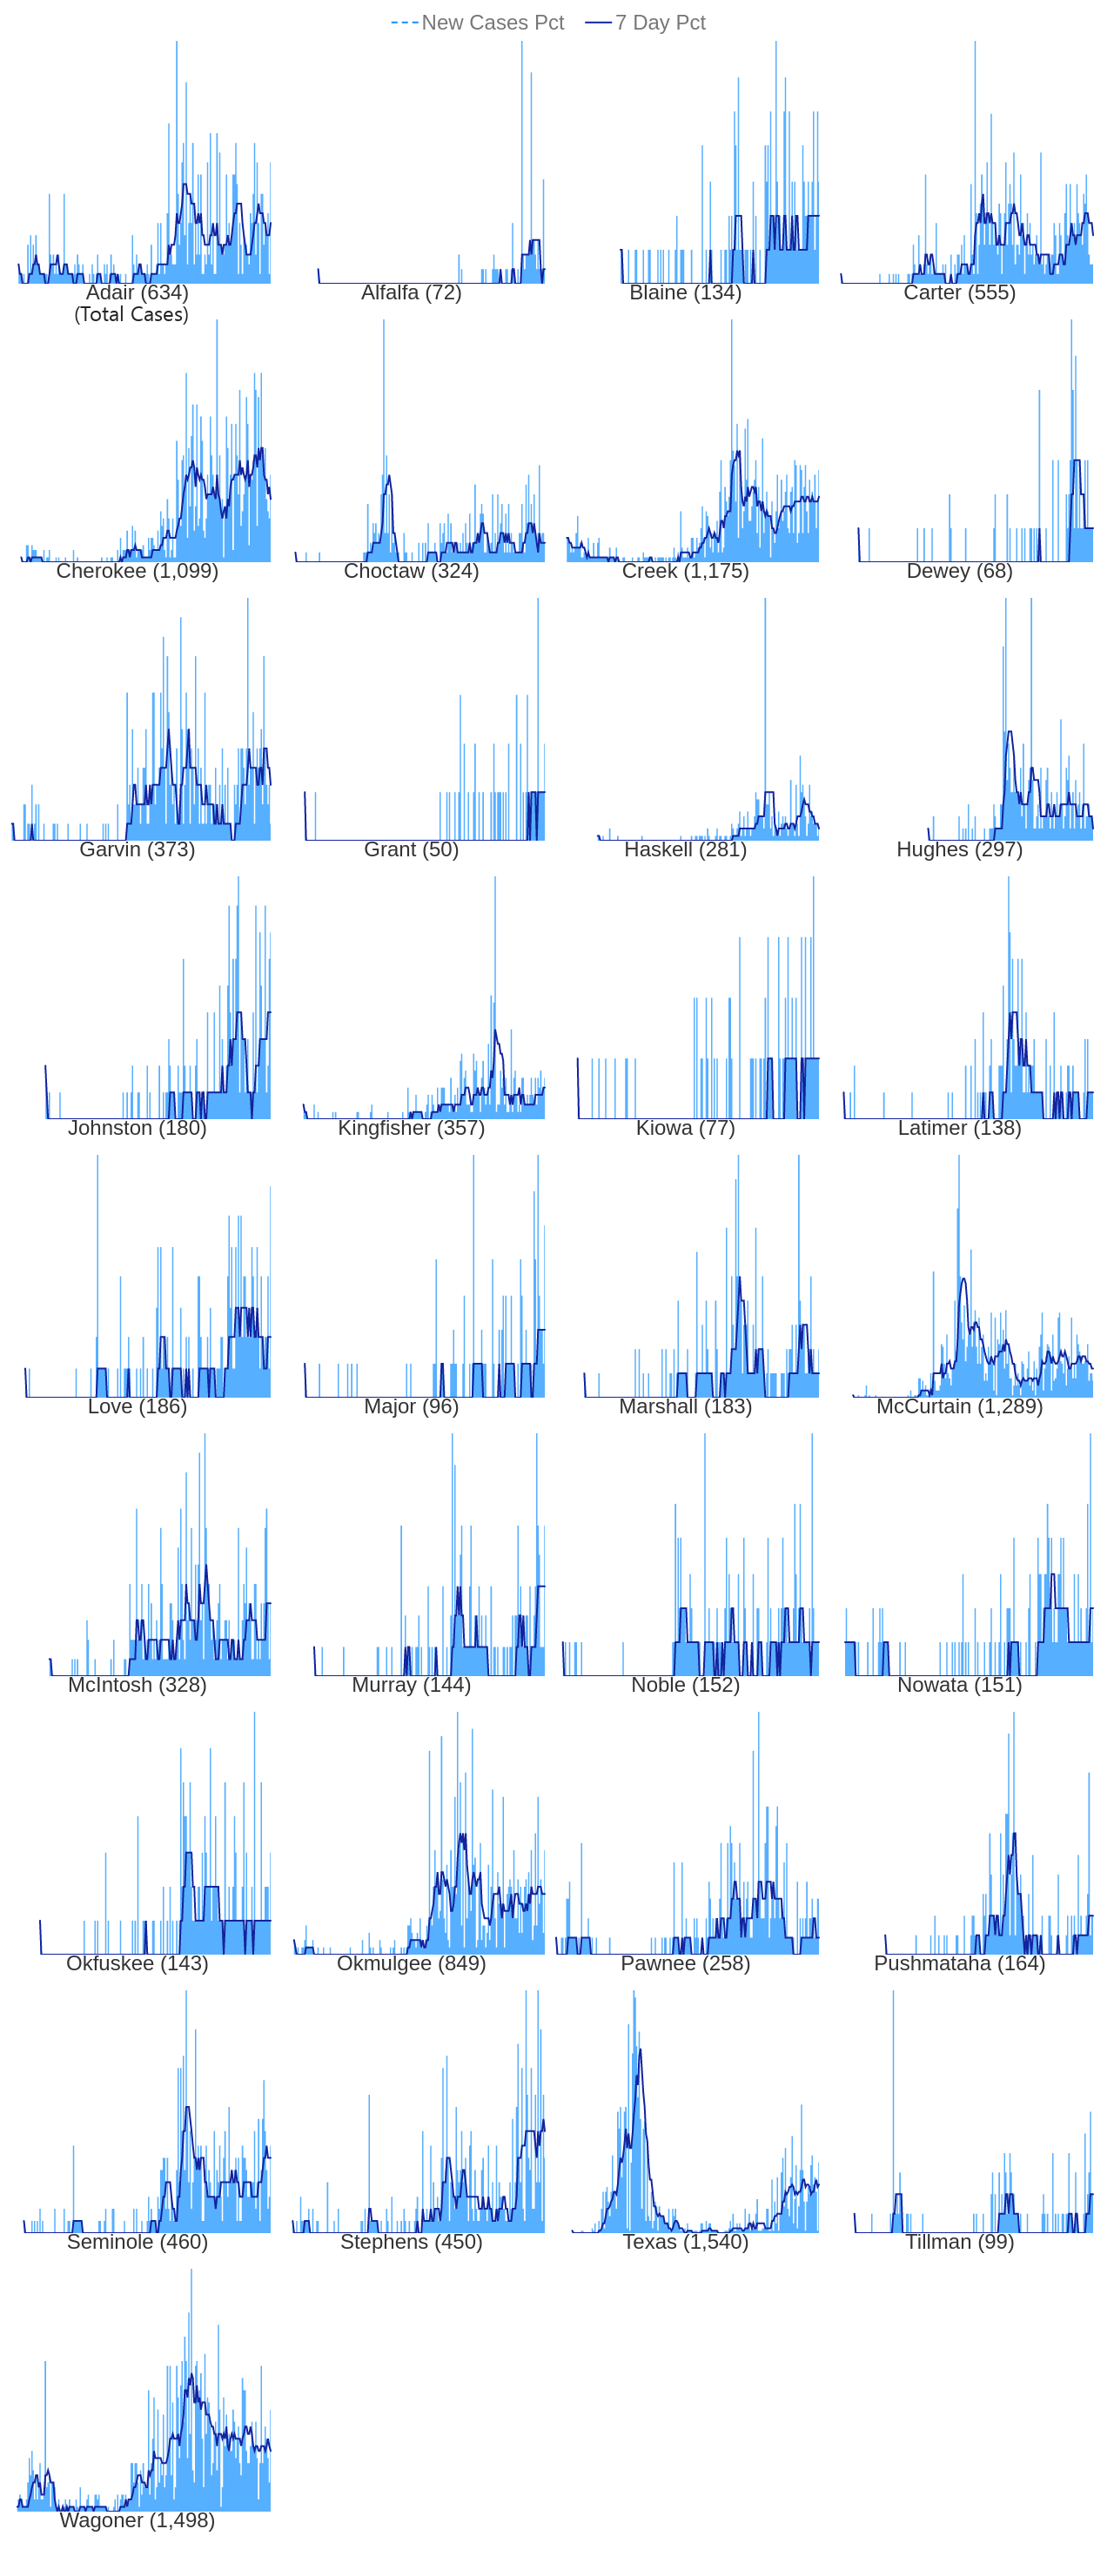 New Cases Pct 7 Day Pct
Adair (634) Alfalfa (72) Blaine (134) Carter (555)
(Total Cases)
Cherokee (1,099) Choctaw (324) Creek (1,175) Dewey (68)
Garvin (373) Grant (50) Haskell (281) Hughes (297)
Johnston (180) Kingfisher (357) Kiowa (77) Latimer (138)
Love (186) Major (96) Marshall (183) McCurtain (1,289)
McIntosh (328) Murray (144) Noble (152) Nowata (151)
Okfuskee (143) Okmulgee (849) Pawnee (258) Pushmataha (164)
Seminole (460) Stephens (450) Texas (1,540) Tillman (99)
Wagoner (1,498)